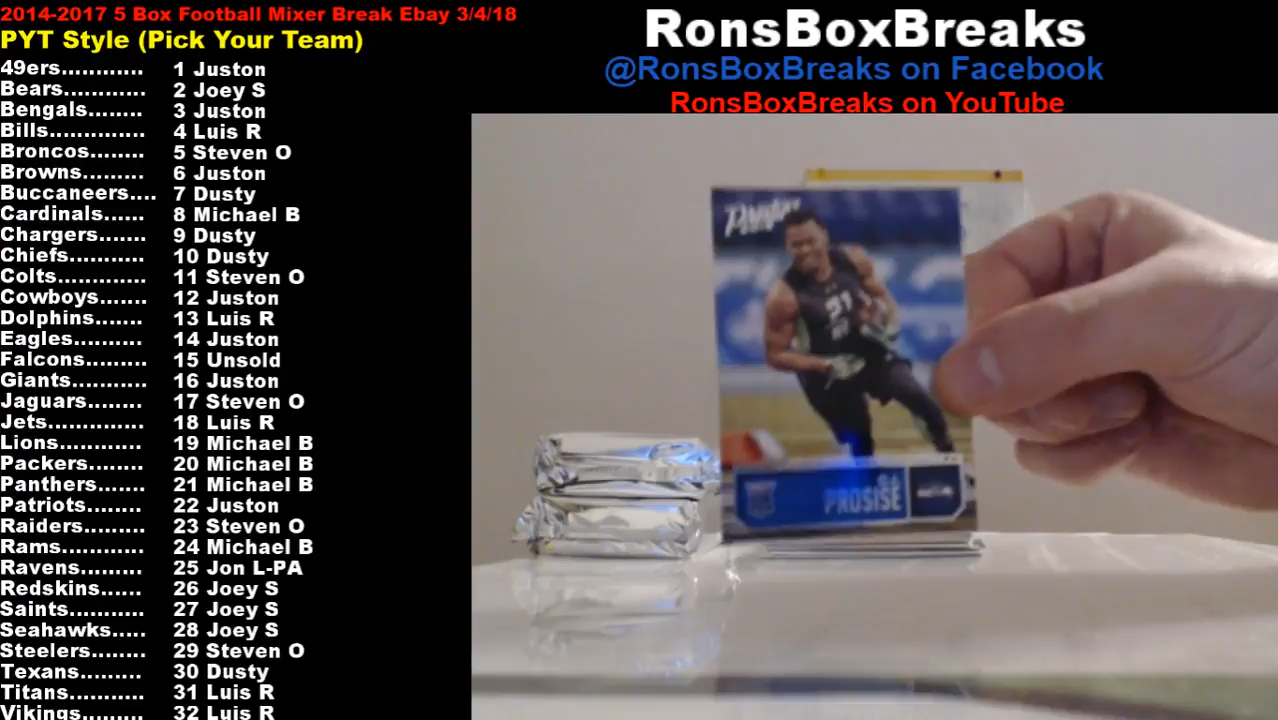 2014-2017 5 Box Football Mixer Break Ebay 3/4/18
PYT Style (Pick Your Team)
49ers............ 1 Juston
Bears............ 2 Joey S
Bengals........ 3 Juston
Bills.............. 4 Luis R
Broncos........ 5 Steven O
Browns......... 6 Juston
Buccaneers.... 7 Dusty
Cardinals...... 8 Michael B
Chargers....... 9 Dusty
Chiefs........... 10 Dusty
Colts............. 11 Steven O
Cowboys....... 12 Juston
Dolphins....... 13 Luis R
Eagles.......... 14 Juston
Falcons......... 15 Unsold
Giants........... 16 Juston
Jaguars........ 17 Steven O
Jets.............. 18 Luis R
Lions............ 19 Michael B
Packers........ 20 Michael B
Panthers....... 21 Michael B
Patriots........ 22 Juston
Raiders......... 23 Steven O
Rams............ 24 Michael B
Ravens......... 25 Jon L-PA
Redskins...... 26 Joey S
Saints........... 27 Joey S
Seahawks..... 28 Joey S
Steelers........ 29 Steven O
Texans......... 30 Dusty
Titans........... 31 Luis R
Vikings......... 32 Luis R
RonsBoxBreaks
@RonsBoxBreaks on Facebook
RonsBoxBreaks on YouTube
21
PROSISE